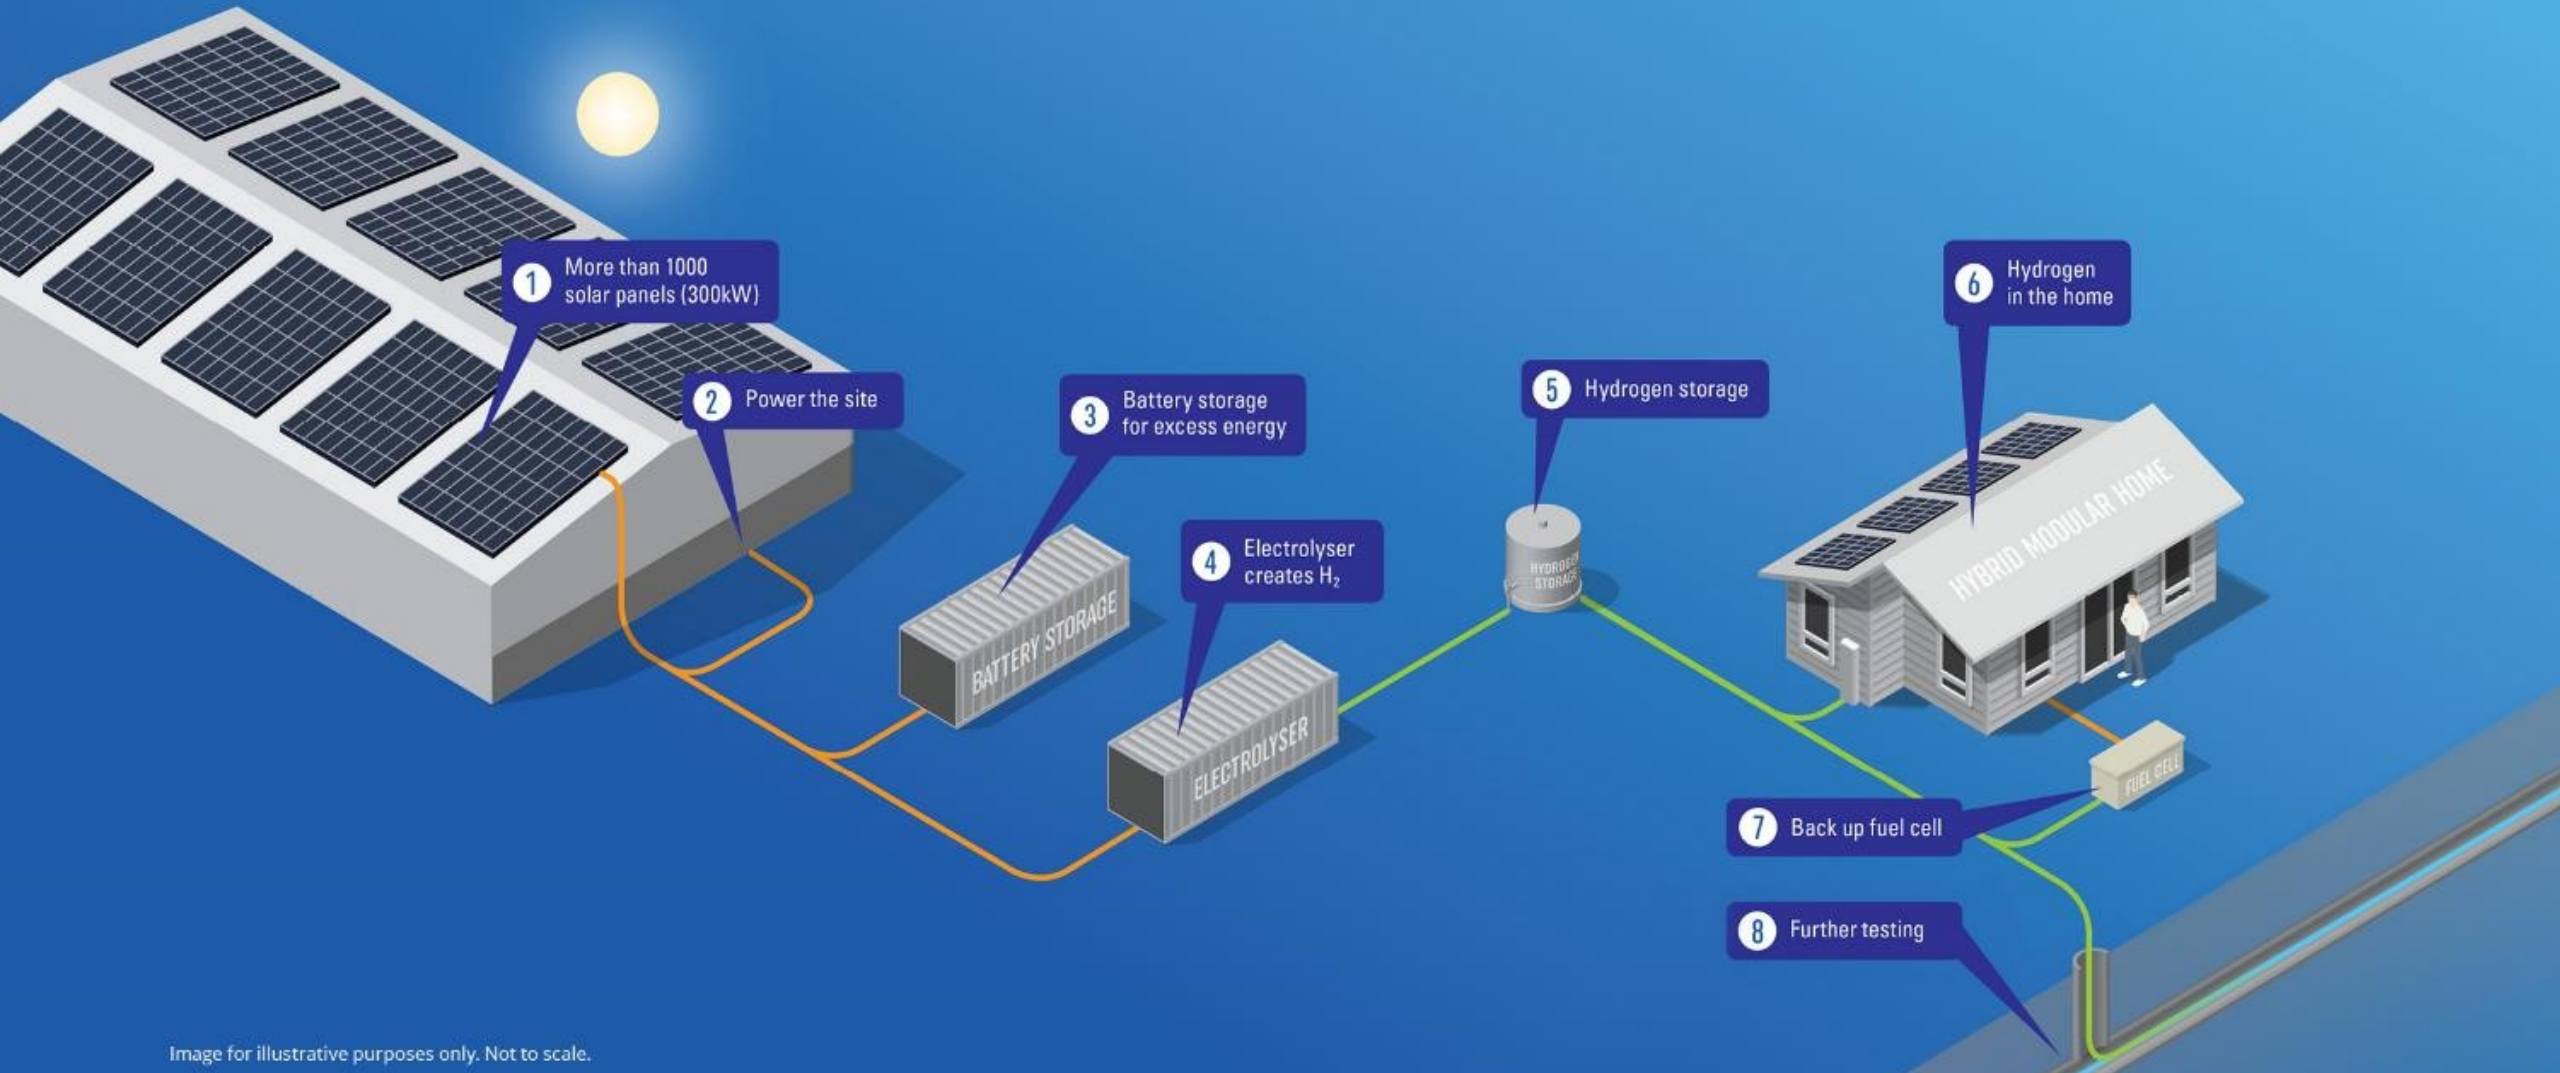 1
More than 1000
solar panels (300kW)
2
Power the site
3
Battery storage
for excess energy
4
Electrolyser
creates H₂
5
Hydrogen storage
6
Hydrogen
in the home
7
Back up fuel cell
8
Further testing
BATTERY STORAGE
ELECTROLYSER
HYDROGEN
STORAGE
HYBRID MODULAR HOME
FUEL CELL
Image for illustrative purposes only. Not to scale.